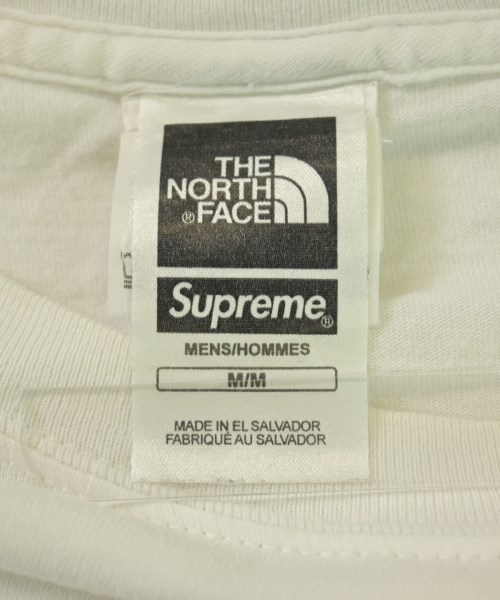 THE
NORTH
® FACE
Supreme®
MENS/HOMMES
M/M
MADE IN EL SALVADOR
FABRIQUÉ AU SALVADOR